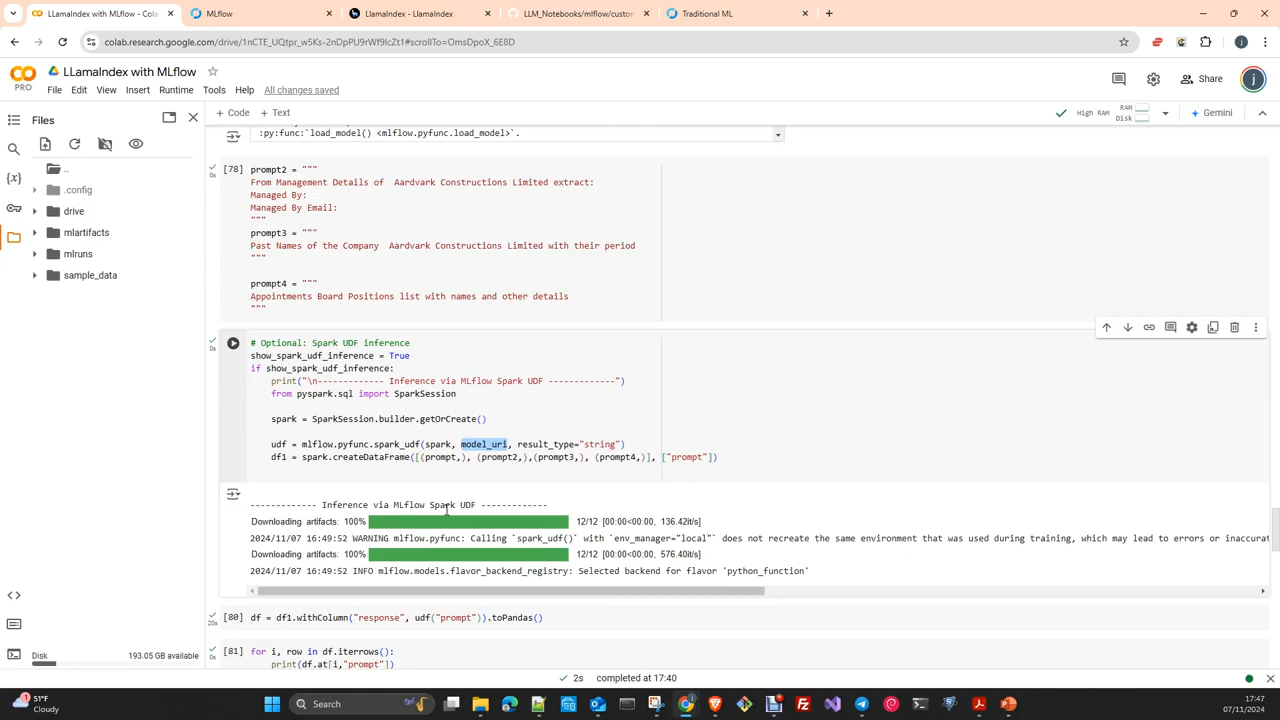 LLamaIndex with MLflow - Colab
MLflow
LlamaIndex - LlamaIndex
LLM_Notebooks/mlflow/custom
Traditional ML
colab.research.google.com/drive/1nCTE_UQtpr_w5Ks-2nDpPU9rWf9IcZt1#scrollTo=OmsDpoX_6E8D
j
CO
PRO
LLamaIndex with MLflow
File Edit View Insert Runtime Tools Help All changes saved
Share
j
Files
+ Code + Text
High RAM RAM Disk
Gemini
..
.config
drive
mlartifacts
mlruns
sample_data
:py:func:`load_model() <mlflow.pyfunc.load_model>`.
[78] prompt2 = """
0s
From Management Details of  Aardvark Constructions Limited extract:
Managed By:
Managed By Email:
"""
prompt3 = """
Past Names of the Company  Aardvark Constructions Limited with their period
"""
prompt4 = """
Appointments Board Positions list with names and other details
"""
# Optional: Spark UDF inference
0s
show_spark_udf_inference = True
if show_spark_udf_inference:
print("\n------------- Inference via MLflow Spark UDF -------------")
from pyspark.sql import SparkSession
spark = SparkSession.builder.getOrCreate()
udf = mlflow.pyfunc.spark_udf(spark, model_uri, result_type="string")
df1 = spark.createDataFrame([(prompt,), (prompt2,),(prompt3,), (prompt4,)], ["prompt"])
------------- Inference via MLflow Spark UDF -------------
Downloading artifacts: 100% 12/12 [00:00<00:00, 136.42it/s]
2024/11/07 16:49:52 WARNING mlflow.pyfunc: Calling `spark_udf()` with `env_manager="local"` does not recreate the same environment that was used during training, which may lead to errors or inaccurat
Downloading artifacts: 100% 12/12 [00:00<00:00, 576.40it/s]
2024/11/07 16:49:52 INFO mlflow.models.flavor_backend_registry: Selected backend for flavor 'python_function'
[80] df = df1.withColumn("response", udf("prompt")).toPandas()
20s
[81] for i, row in df.iterrows():
0s
print(df.at[i,"prompt"])
Disk 193.05 GB available
2s completed at 17:40
51°F
Cloudy
Search
17:47
07/11/2024